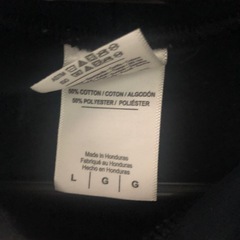 50% COTTON / COTON / ALGODÓN
50% POLYESTER / POLIÉSTER
Made in Honduras
Fabriqué au Honduras
Hecho en Honduras
L G G